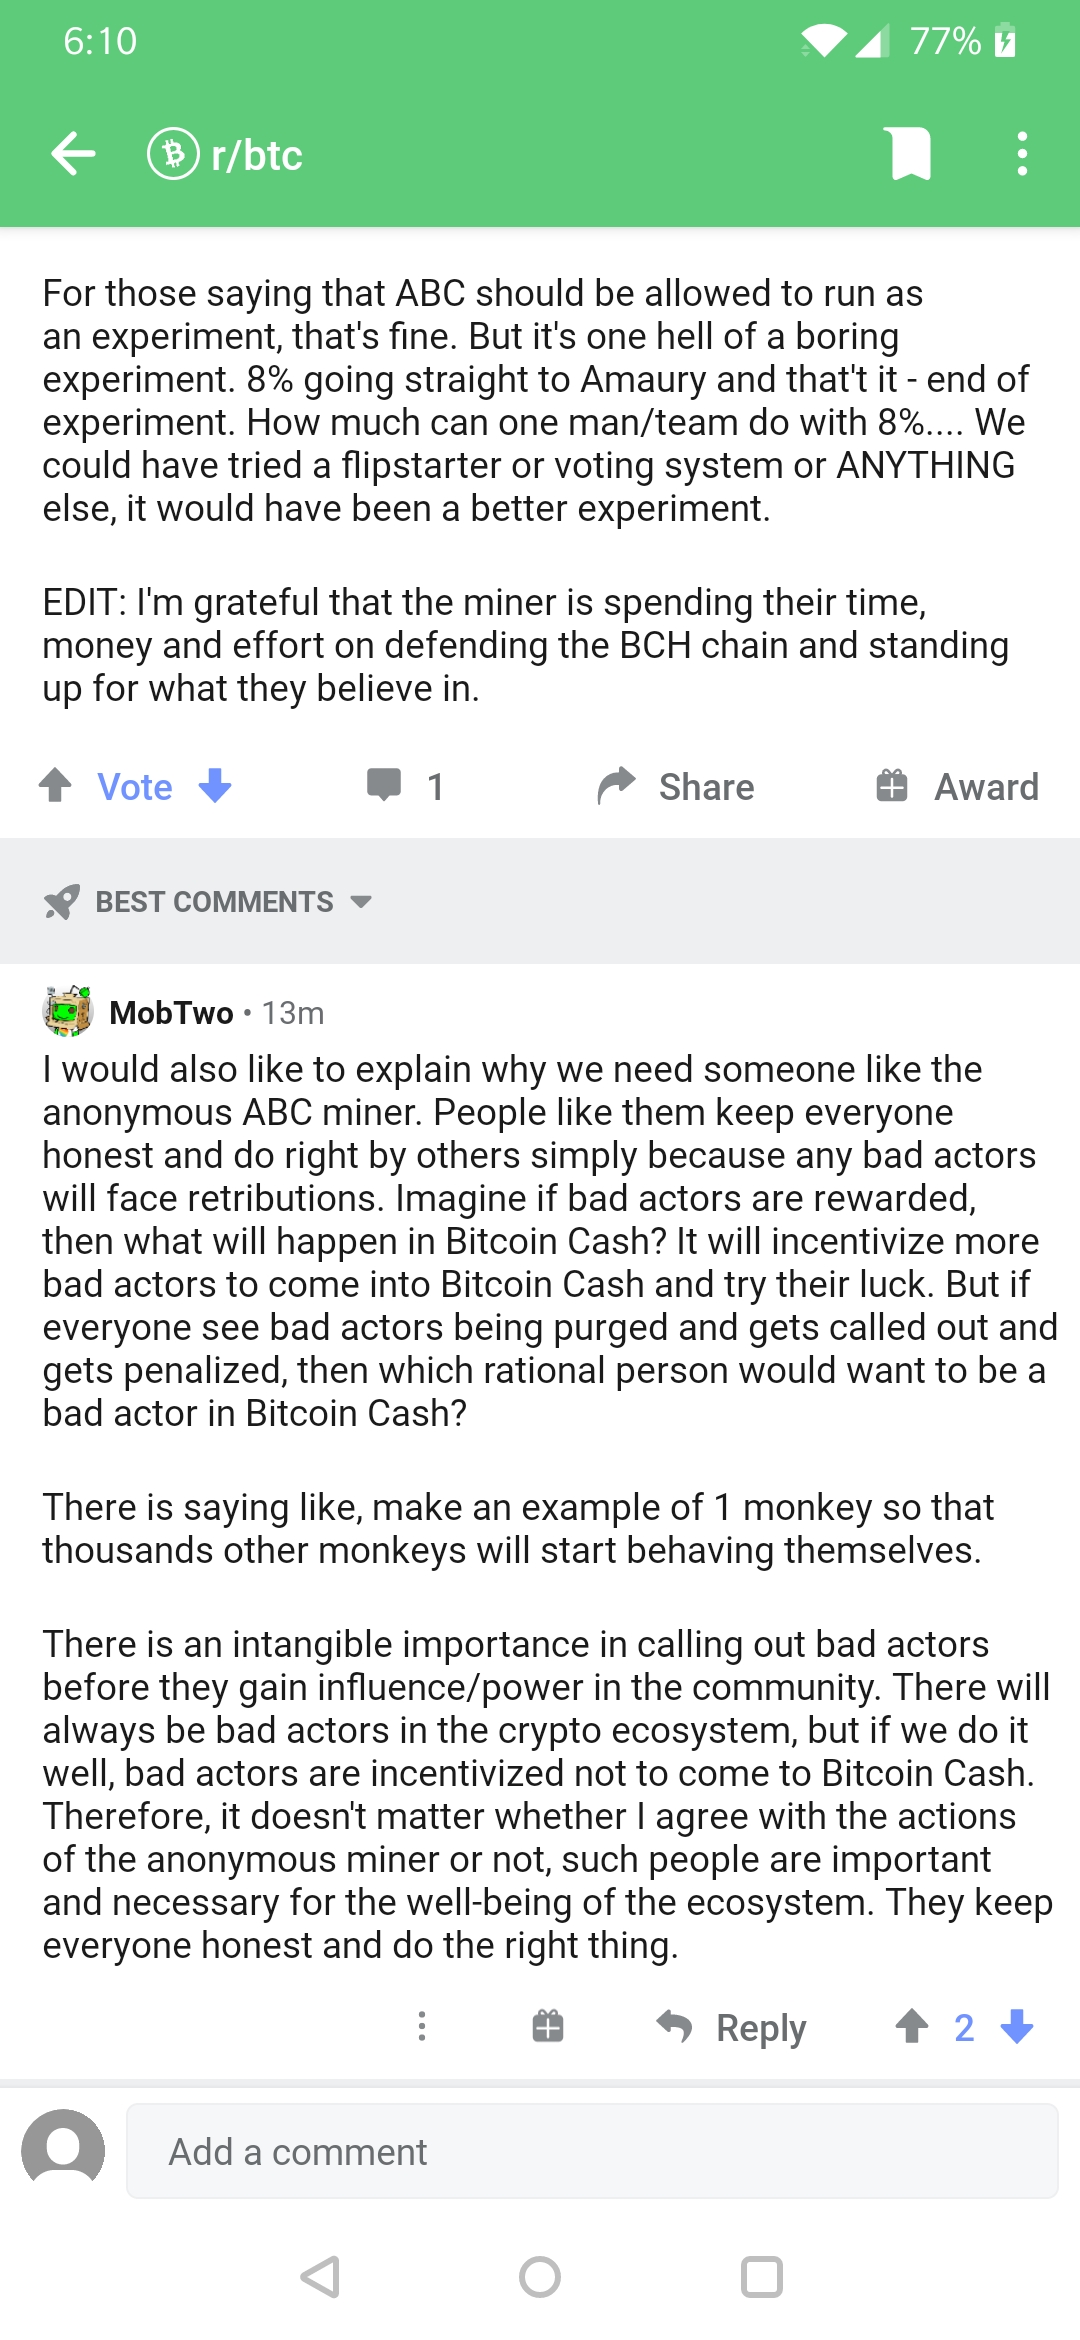 6:10
77%
r/btc
For those saying that ABC should be allowed to run as
an experiment, that's fine. But it's one hell of a boring
experiment. 8% going straight to Amaury and that't it - end of
experiment. How much can one man/team do with 8%.... We
could have tried a flipstarter or voting system or ANYTHING
else, it would have been a better experiment.
EDIT: I'm grateful that the miner is spending their time,
money and effort on defending the BCH chain and standing
up for what they believe in.
Vote 1 Share Award
BEST COMMENTS
MobTwo • 13m
I would also like to explain why we need someone like the
anonymous ABC miner. People like them keep everyone
honest and do right by others simply because any bad actors
will face retributions. Imagine if bad actors are rewarded,
then what will happen in Bitcoin Cash? It will incentivize more
bad actors to come into Bitcoin Cash and try their luck. But if
everyone see bad actors being purged and gets called out and
gets penalized, then which rational person would want to be a
bad actor in Bitcoin Cash?
There is saying like, make an example of 1 monkey so that
thousands other monkeys will start behaving themselves.
There is an intangible importance in calling out bad actors
before they gain influence/power in the community. There will
always be bad actors in the crypto ecosystem, but if we do it
well, bad actors are incentivized not to come to Bitcoin Cash.
Therefore, it doesn't matter whether I agree with the actions
of the anonymous miner or not, such people are important
and necessary for the well-being of the ecosystem. They keep
everyone honest and do the right thing.
Reply 2
Add a comment